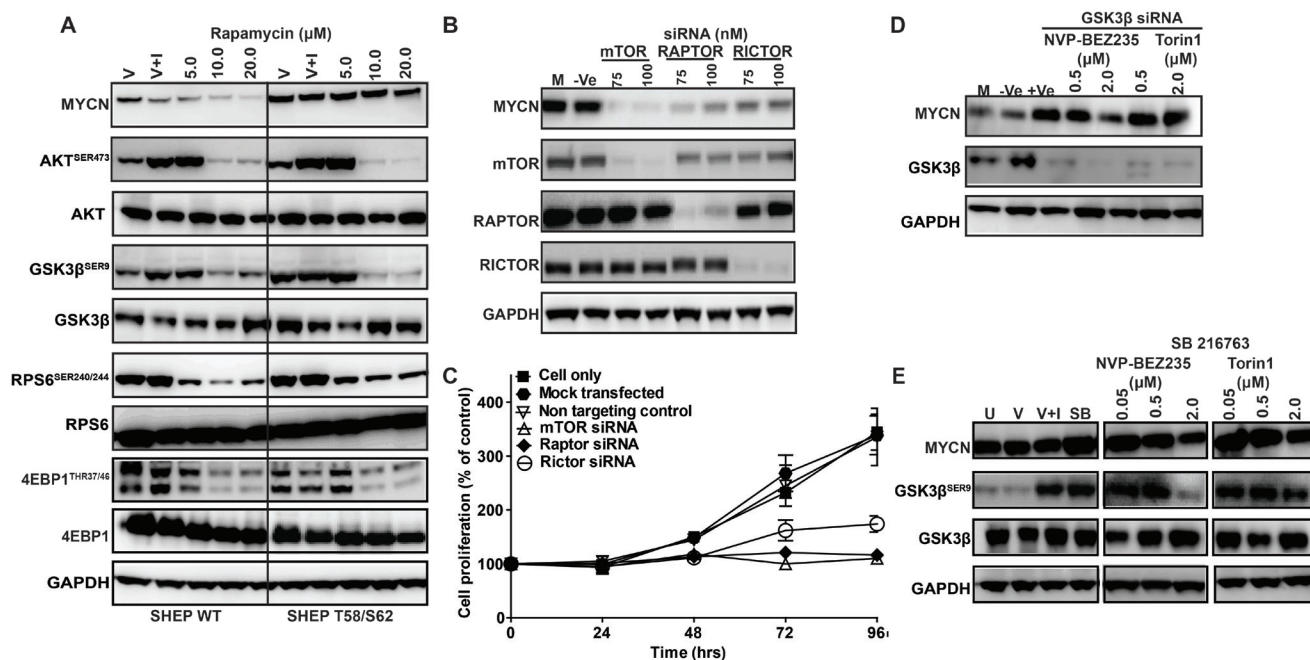 A
Rapamycin (µM)
V V+I 5.0 10.0 20.0 V V+I 5.0 10.0 20.0
MYCN
AKTSER473
AKT
GSK3βSER9
GSK3β
RPS6SER240/244
RPS6
4EBP1THR37/46
4EBP1
GAPDH
SHEP WT SHEP T58/S62
B
siRNA (nM)
mTOR RAPTOR RICTOR
M -Ve 75 100 75 100 75 100
MYCN
mTOR
RAPTOR
RICTOR
GAPDH
C
Cell only
Mock transfected
Non targeting control
mTOR siRNA
Raptor siRNA
Rictor siRNA
Cell proliferation (% of control)
400
300
200
100
0
0 24 48 72 96
Time (hrs)
D
GSK3β siRNA
NVP-BEZ235 Torin1
(µM) (µM)
M -Ve +Ve 0.5 2.0 0.5 2.0
MYCN
GSK3β
GAPDH
E
SB 216763
NVP-BEZ235 Torin1
(µM) (µM)
U V V+I SB 0.05 0.5 2.0 0.05 0.5 2.0
MYCN
GSK3βSER9
GSK3β
GAPDH